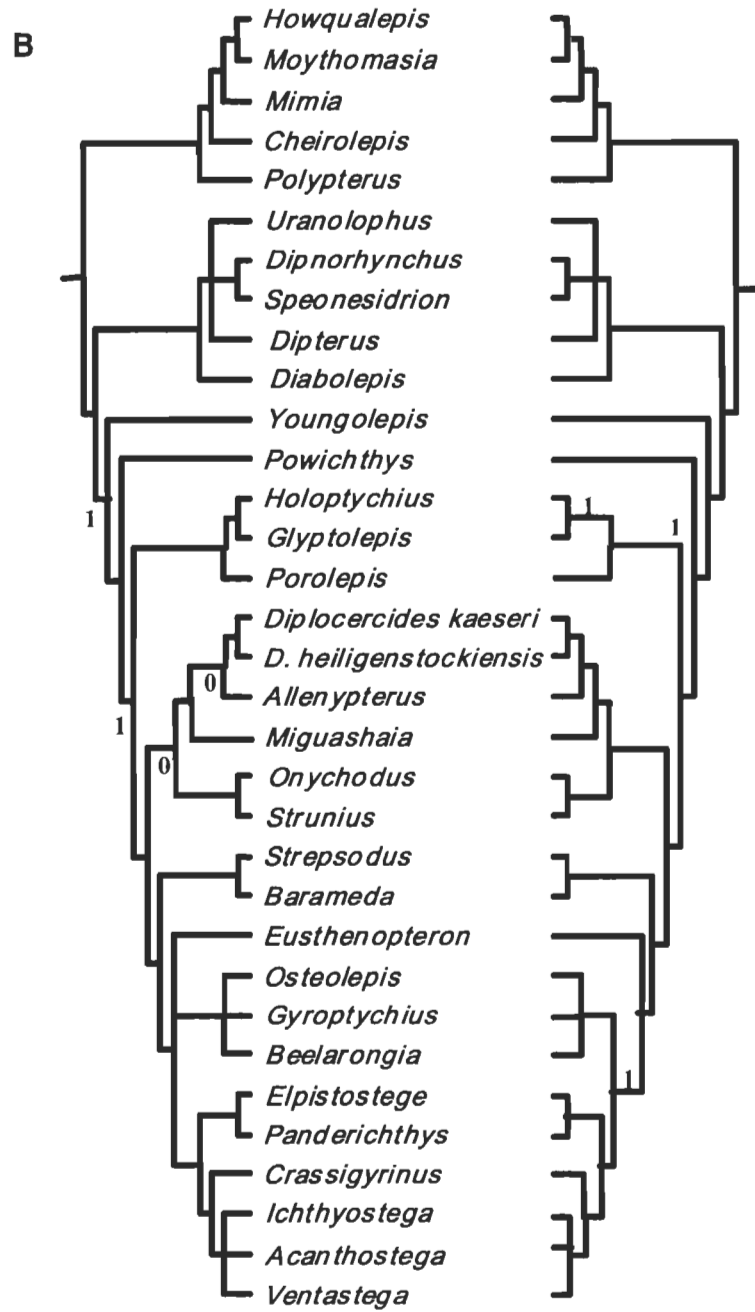 B
Howqualepis
Moythomasia
Mimia
Cheirolepis
Polypterus
Uranolophus
Dipnorhynchus
Speonesidrion
Dipterus
Diabolepis
Youngolepis
Powichthys
Holoptychius
1
Glyptolepis
1
1
Porolepis
Diplocercides kaeseri
D. heiligenstockiensis
0
Allenypterus
1
Miguashaia
0
Onychodus
Strunius
Strepsodus
Barameda
Eusthenopteron
Osteolepis
Gyroptychius
Beelarongia
1
Elpistostege
Panderichthys
Crassigyrinus
Ichthyostega
Acanthostega
Ventastega